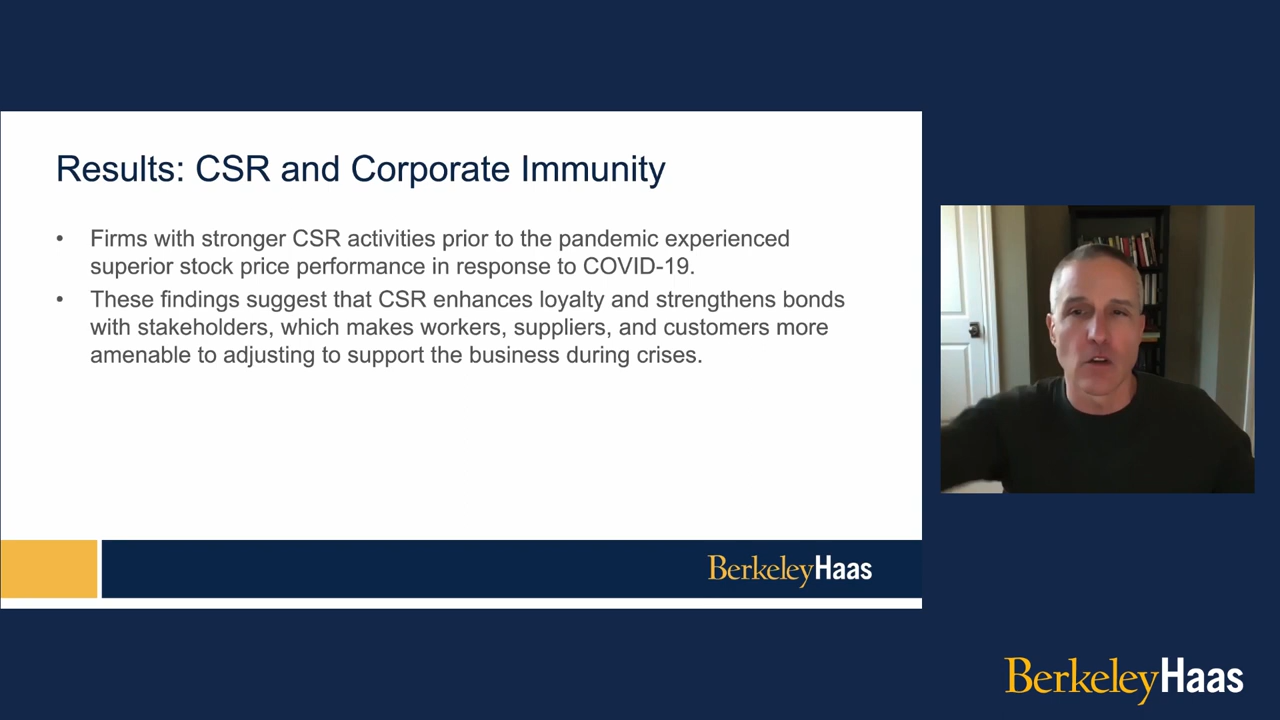 Results: CSR and Corporate Immunity
• Firms with stronger CSR activities prior to the pandemic experienced
superior stock price performance in response to COVID-19.
• These findings suggest that CSR enhances loyalty and strengthens bonds
with stakeholders, which makes workers, suppliers, and customers more
amenable to adjusting to support the business during crises.
BerkeleyHaas
BerkeleyHaas